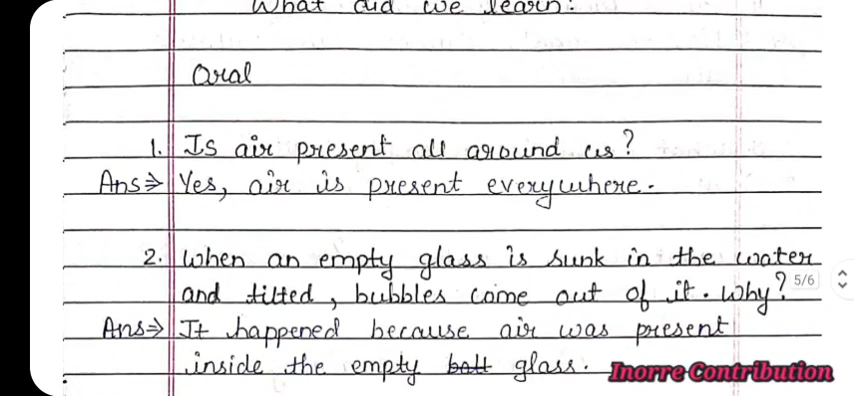 What did we learn?
Oral
1. Is air present all around us?
Ans⇒ Yes, air is present everywhere.
2. When an empty glass is sunk in the water
and tilted, bubbles come out of it. Why?
5/6
Ans⇒ It happened because air was present
inside the empty bott glass.
Inorre Contribution